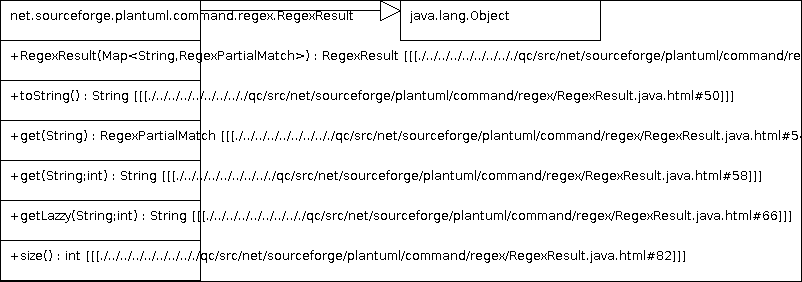 net.sourceforge.plantuml.command.regex.RegexResult
java.lang.Object
+RegexResult(Map<String,RegexPartialMatch>) : RegexResult [[[./../../../../../../../../qc/src/net/sourceforge/plantuml/command/re
+toString() : String [[[./../../../../../../../../qc/src/net/sourceforge/plantuml/command/regex/RegexResult.java.html#50]]]
+get(String) : RegexPartialMatch [[[./../../../../../../../../qc/src/net/sourceforge/plantuml/command/regex/RegexResult.java.html#54
+get(String;int) : String [[[./../../../../../../../../qc/src/net/sourceforge/plantuml/command/regex/RegexResult.java.html#58]]]
+getLazy(String;int) : String [[[./../../../../../../../../qc/src/net/sourceforge/plantuml/command/regex/RegexResult.java.html#66]]]
+size() : int [[[./../../../../../../../../qc/src/net/sourceforge/plantuml/command/regex/RegexResult.java.html#82]]]